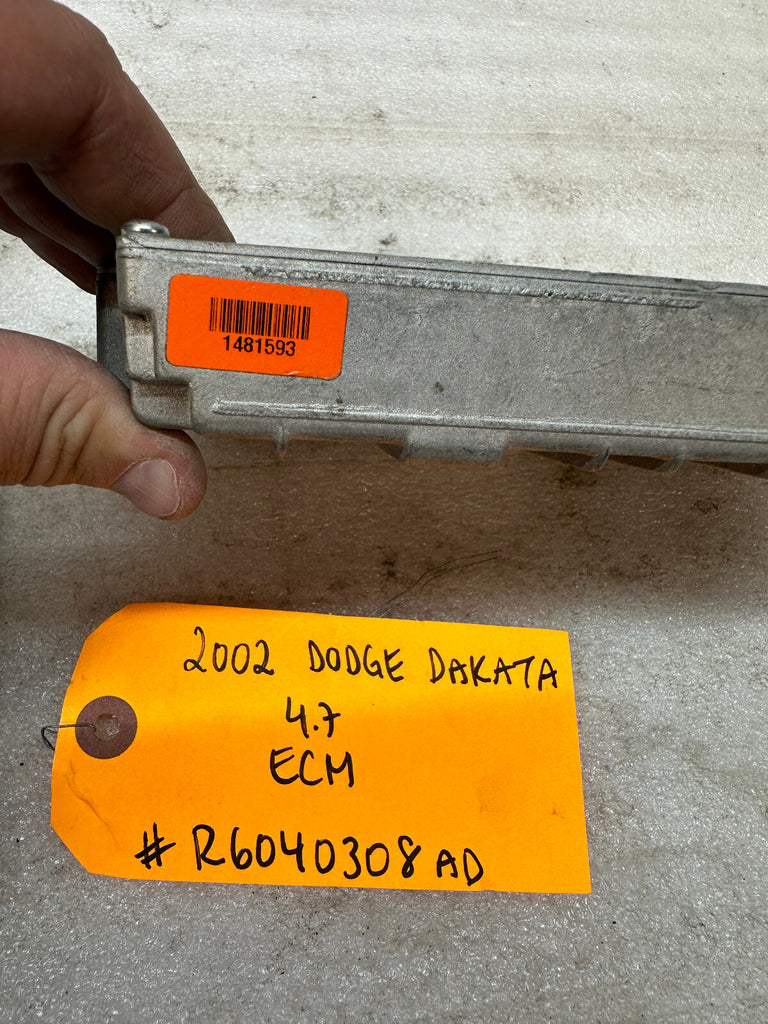 1481593
2002 DODGE DAKATA
4.7
ECM
# R6040308AD